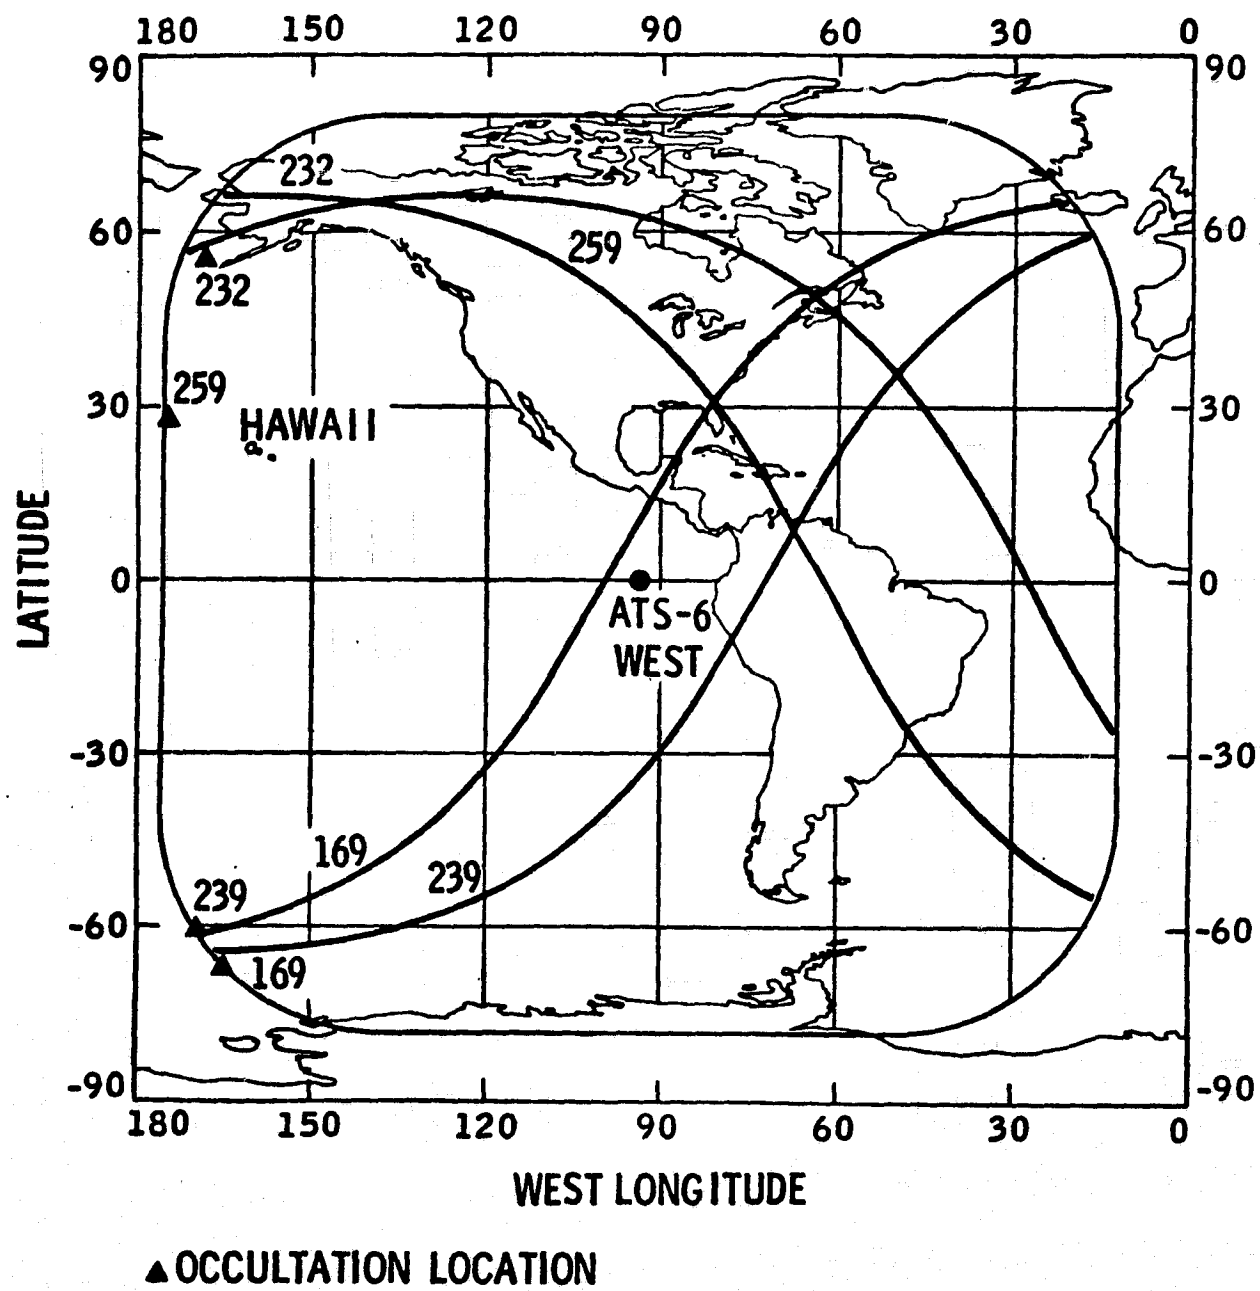 180 150 120 90 60 30 0
90 90
232
60 259 60
232
259
30 30
HAWAII
LATITUDE
0 0
ATS-6
WEST
-30 -30
169
239 239
-60 -60
169
-90 -90
180 150 120 90 60 30 0
WEST LONGITUDE
▲ OCCULTATION LOCATION